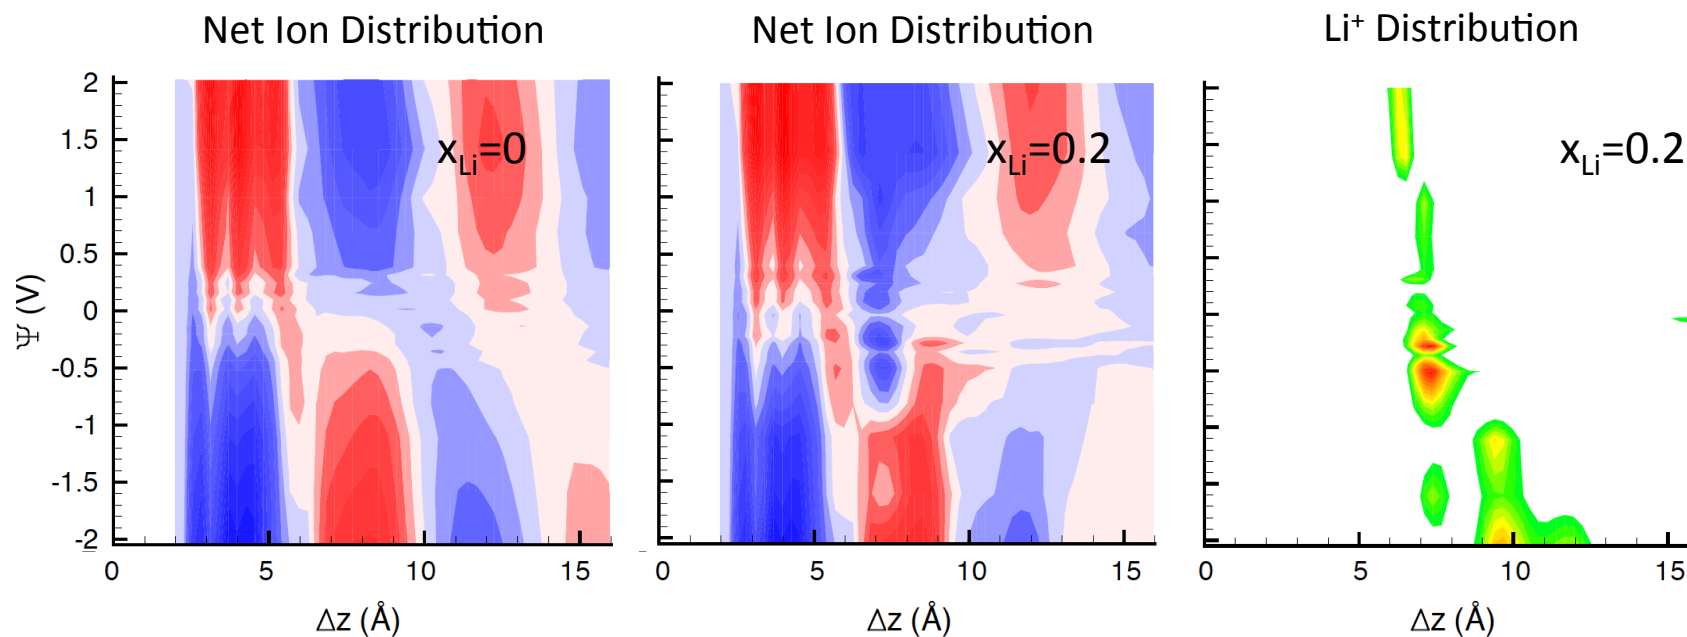 Net Ion Distribution
Net Ion Distribution
Li⁺ Distribution
x_Li=0
x_Li=0.2
x_Li=0.2
Ψ (V)
2
1.5
1
0.5
0
-0.5
-1
-1.5
-2
0 5 10 15
0 5 10 15
0 5 10 15
Δz (Å)
Δz (Å)
Δz (Å)